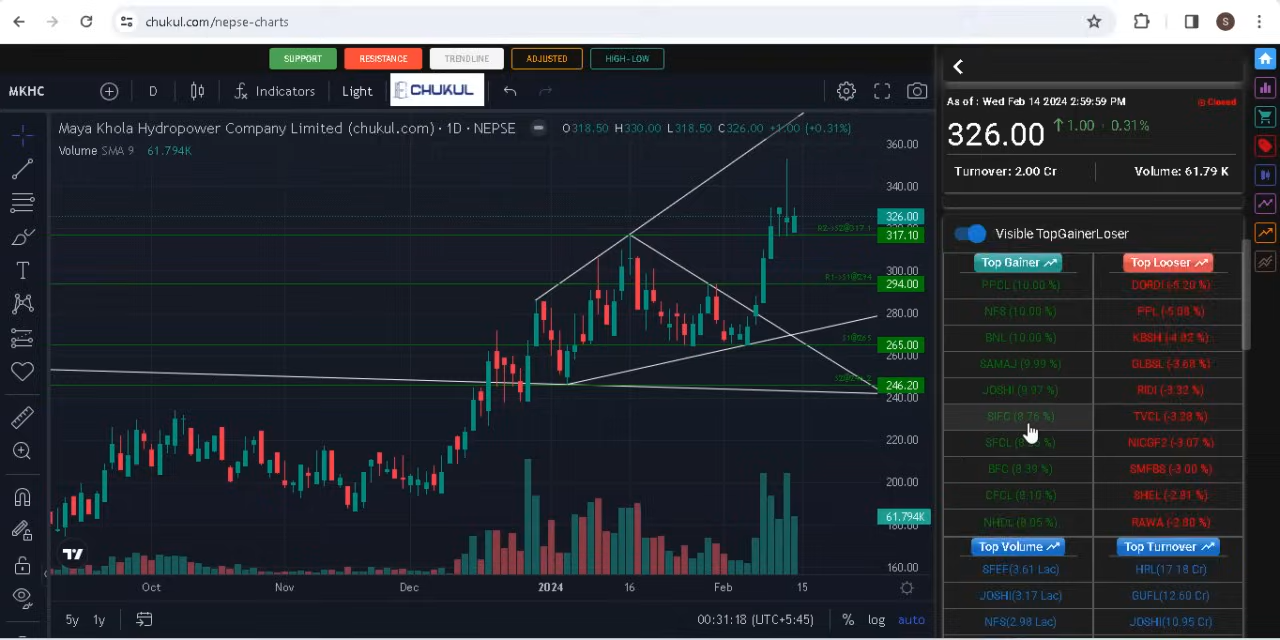 chukul.com/nepse-charts
S
SUPPORT RESISTANCE TRENDLINE ADJUSTED HIGH-LOW
MKHC D Indicators Light CHUKUL
Maya Khola Hydropower Company Limited (chukul.com) · 1D · NEPSE O318.50 H330.00 L318.50 C326.00 +1.00 (+0.31%)
Volume SMA 9 61.794K
360.00
340.00
326.00
317.10
300.00
294.00
280.00
265.00
260.00
246.20
240.00
220.00
200.00
61.794K
180.00
160.00
Oct Nov Dec 2024 16 Feb 15
5y 1y 00:31:18 (UTC+5:45) % log auto
As of : Wed Feb 14 2024 2:59:59 PM Closed
326.00 1.00 · 0.31%
Turnover: 2.00 Cr Volume: 61.79 K
Visible TopGainerLoser
Top Gainer Top Looser
PPCL (10.00 %) DORDI (-5.20 %)
NFS (10.00 %) PPL (-5.08 %)
BNL (10.00 %) KBSH (-4.82 %)
SAMAJ (9.99 %) GLBSL (-3.68 %)
JOSHI (9.97 %) RIDI (-3.32 %)
SIFC (8.76 %) TVCL (-3.28 %)
SFCL NICGF2 (-3.07 %)
BFC (8.39 %) SMFBS (-3.00 %)
CFCL (8.10 %) SHEL (-2.81 %)
NHDL (8.05 %) RAWA (-2.80 %)
Top Volume Top Turnover
SFEF(3.61 Lac) HRL(17.18 Cr)
JOSHI(3.17 Lac) GUFL(12.60 Cr)
NFS(2.98 Lac) JOSHI(10.95 Cr)